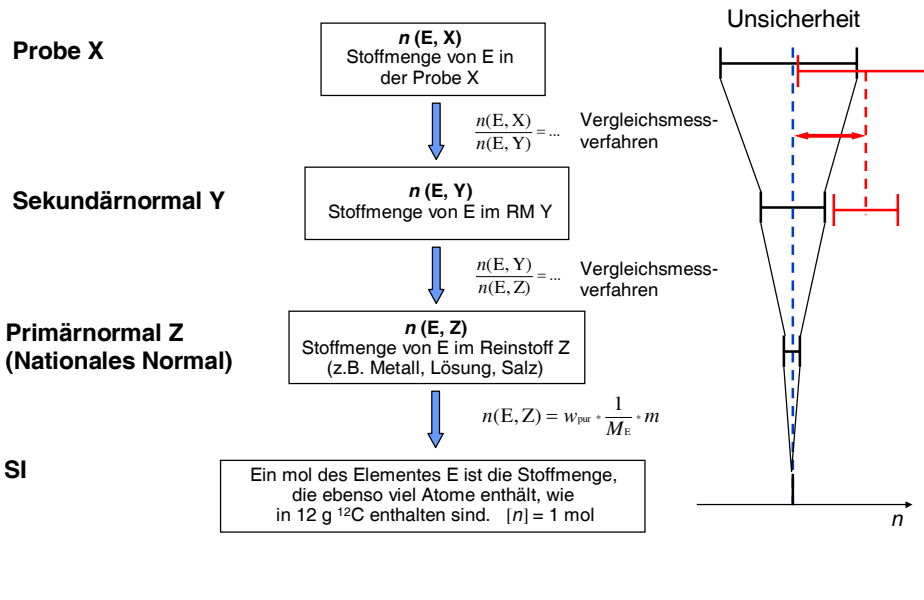 Unsicherheit
Probe X
n (E, X)
Stoffmenge von E in
der Probe X
n(E, X)
n(E, Y)
= ...
Vergleichsmess-
verfahren
Sekundärnormal Y
n (E, Y)
Stoffmenge von E im RM Y
n(E, Y)
n(E, Z)
= ...
Vergleichsmess-
verfahren
Primärnormal Z
(Nationales Normal)
n (E, Z)
Stoffmenge von E im Reinstoff Z
(z.B. Metall, Lösung, Salz)
n(E, Z) = w_pur * 1/M_E * m
SI
Ein mol des Elementes E ist die Stoffmenge,
die ebenso viel Atome enthält, wie
in 12 g ¹²C enthalten sind. [n] = 1 mol
n